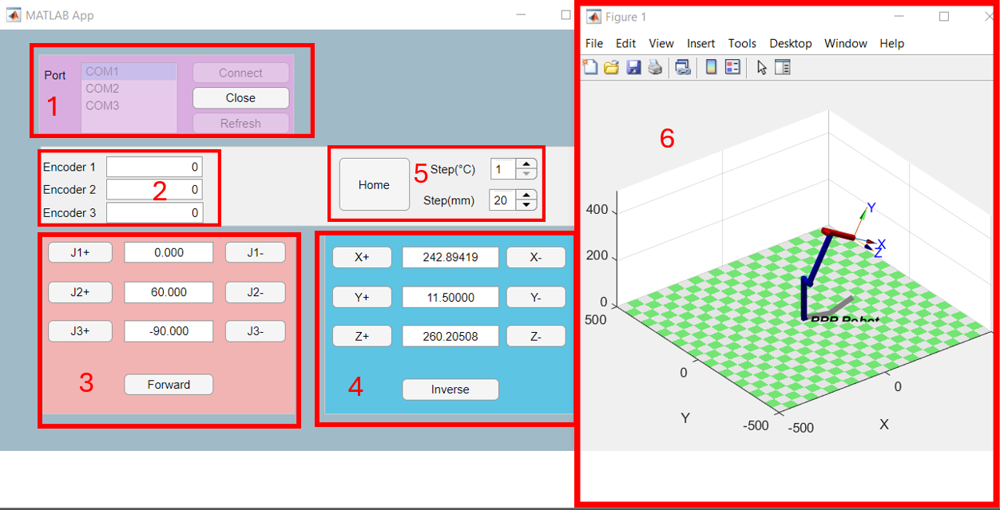 MATLAB App
Port
COM1
COM2
COM3
Connect
Close
Refresh
1
Encoder 1
0
Encoder 2
0
Encoder 3
0
2
Home
5
Step(°C)
1
Step(mm)
20
J1+
0.000
J1-
J2+
60.000
J2-
J3+
-90.000
J3-
3
Forward
X+
242.89419
X-
Y+
11.50000
Y-
Z+
260.20508
Z-
4
Inverse
Figure 1
File Edit View Insert Tools Desktop Window Help
6
400
200
0
500
0
-500
Y
-500
0
X
Y
X
Z
RRR Robot